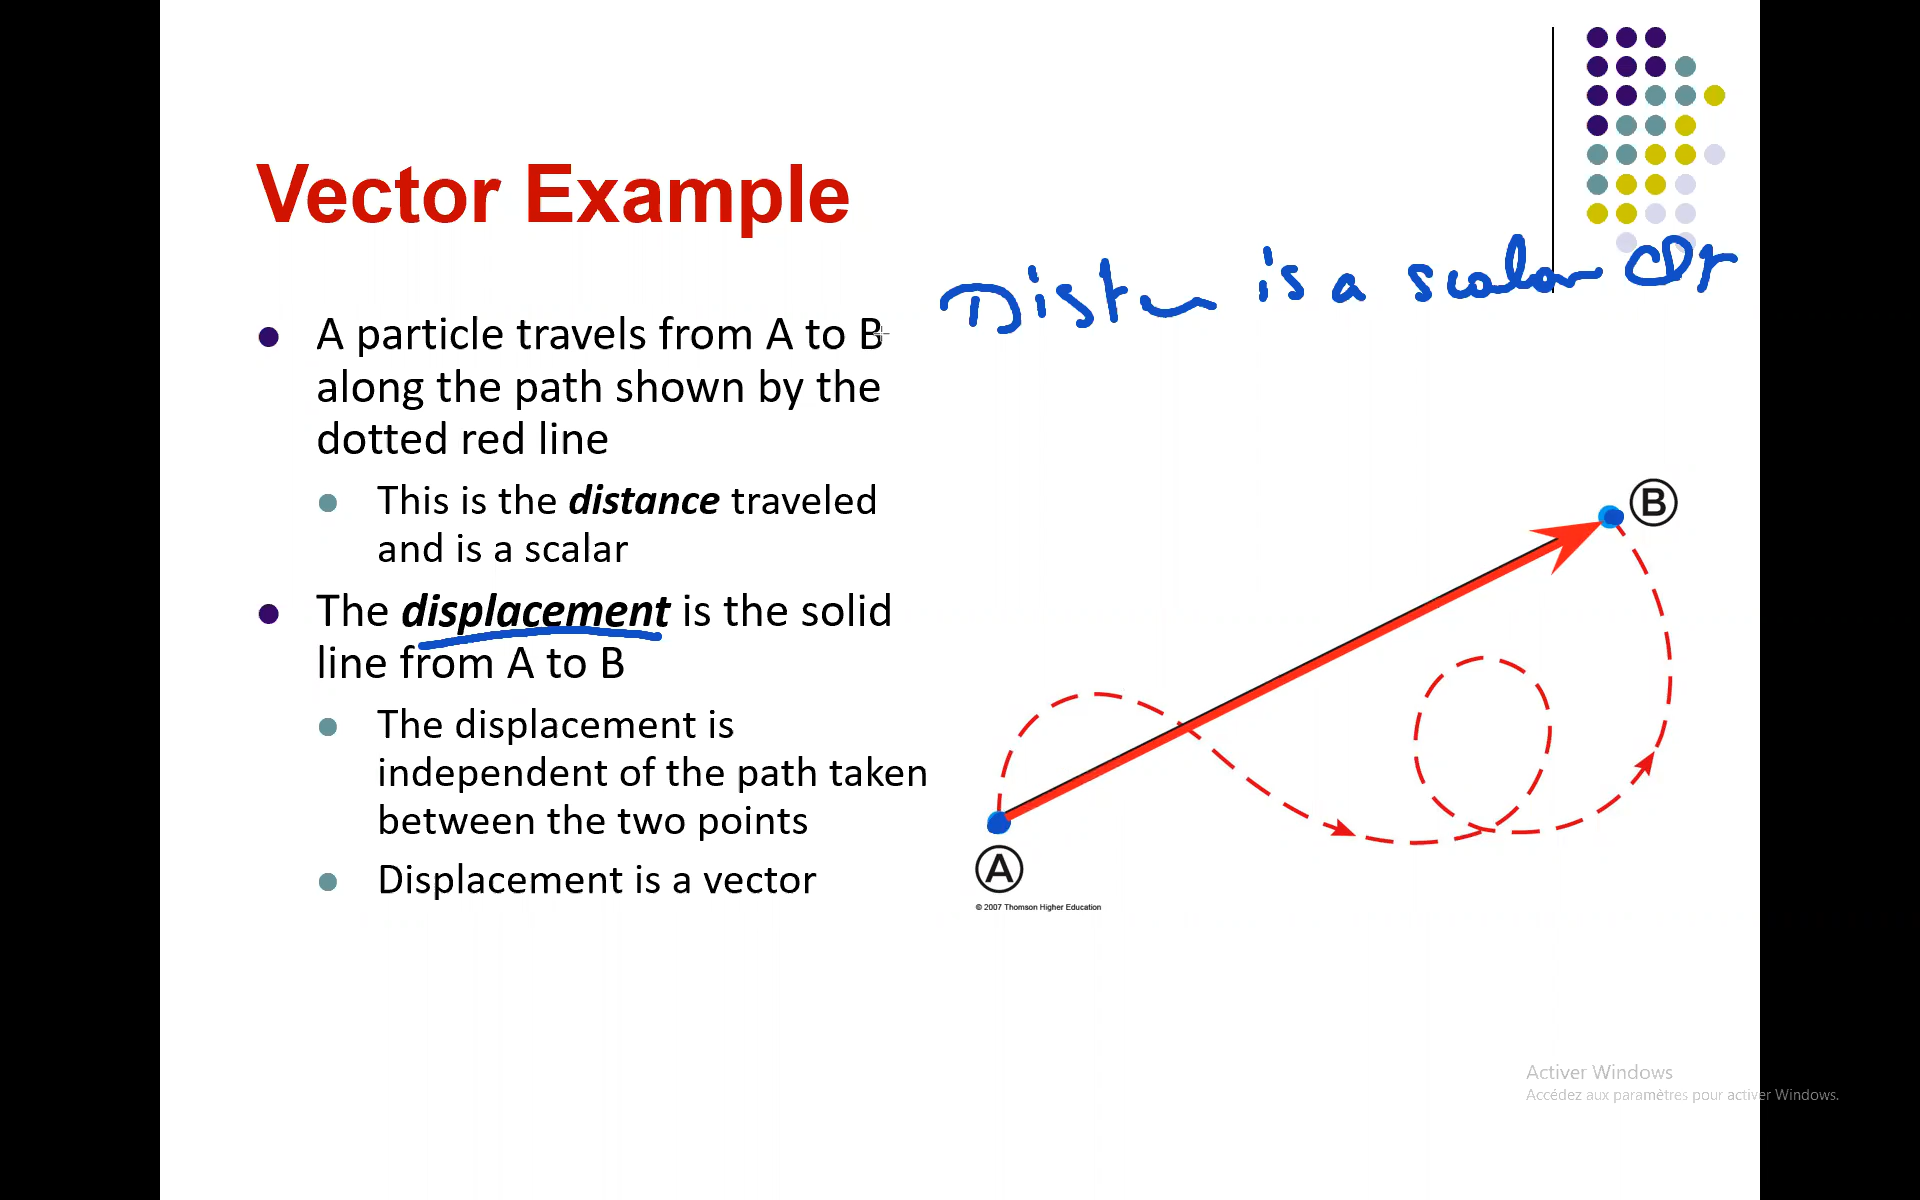 Vector Example
is a scalar
A particle travels from A to B
along the path shown by the
dotted red line
This is the distance traveled
and is a scalar
The displacement is the solid
line from A to B
The displacement is
independent of the path taken
between the two points
Displacement is a vector
B
A
© 2007 Thomson Higher Education
Activer Windows
Accédez aux paramètres pour activer Windows.